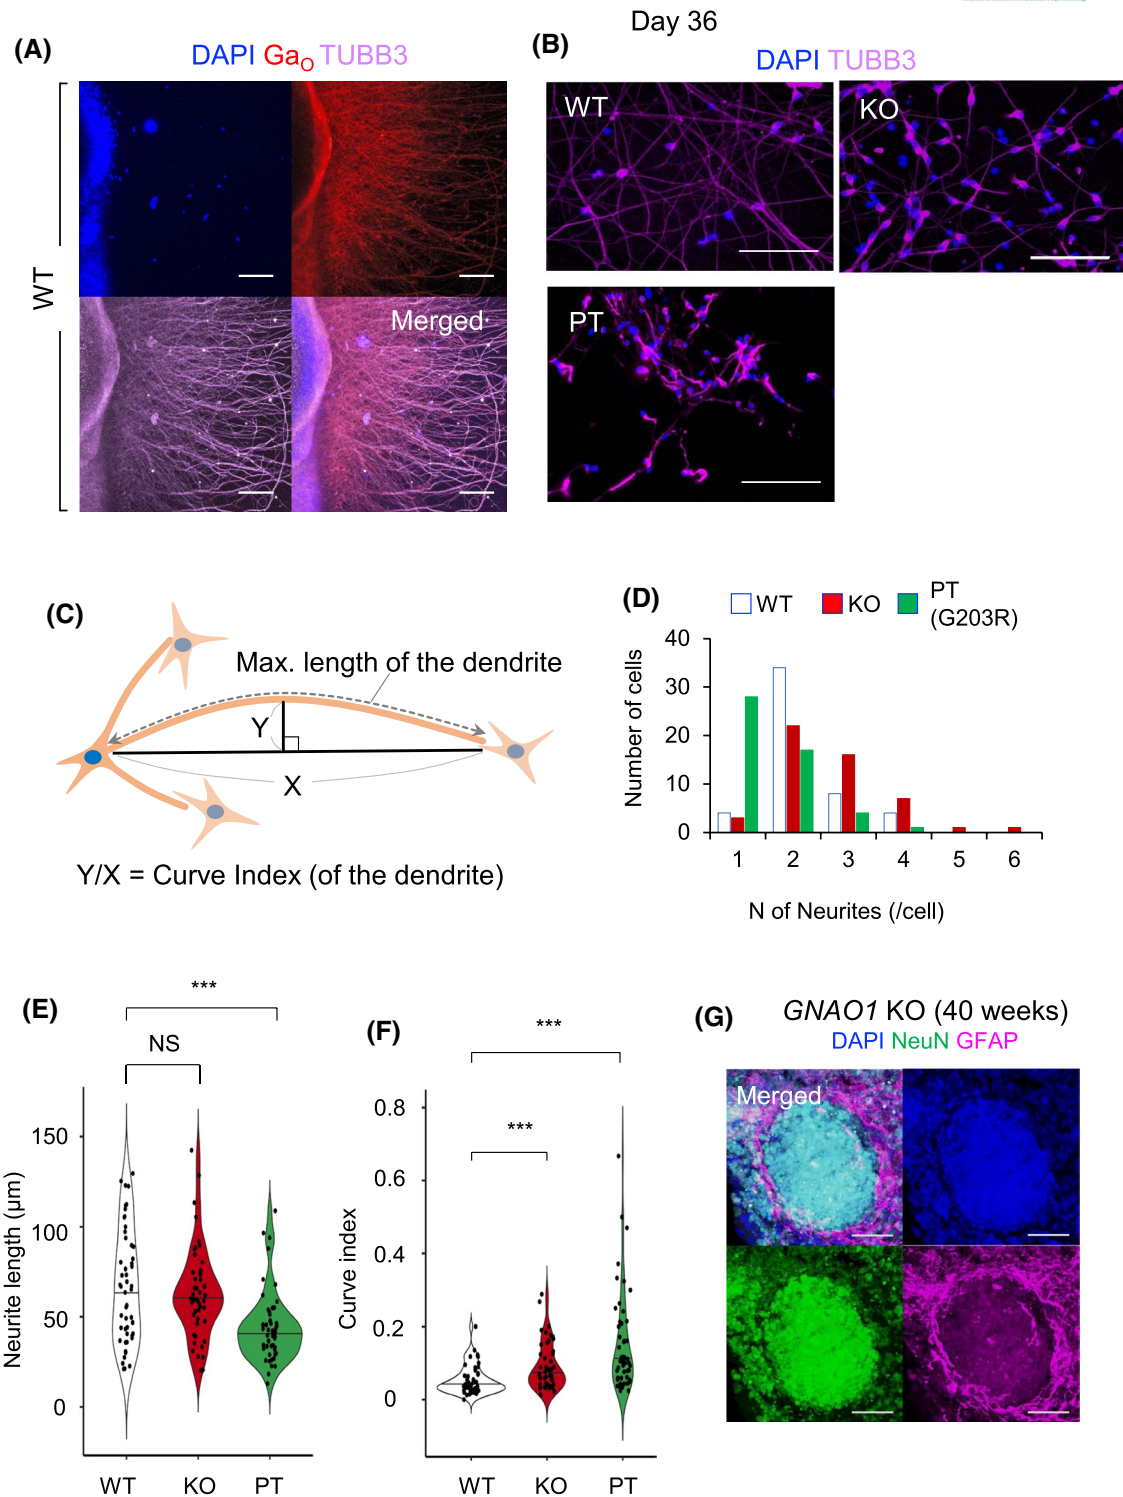 Day 36
(A)
DAPI GaO TUBB3
WT
Merged
(B)
DAPI TUBB3
WT
KO
PT
(C)
Max. length of the dendrite
Y
X
Y/X = Curve Index (of the dendrite)
(D)
WT KO PT (G203R)
Number of cells
40
30
20
10
0
1 2 3 4 5 6
N of Neurites (/cell)
(E)
***
NS
Neurite length (μm)
150
100
50
0
WT KO PT
(F)
***
***
Curve index
0.8
0.6
0.4
0.2
0
WT KO PT
(G)
GNAO1 KO (40 weeks)
DAPI NeuN GFAP
Merged